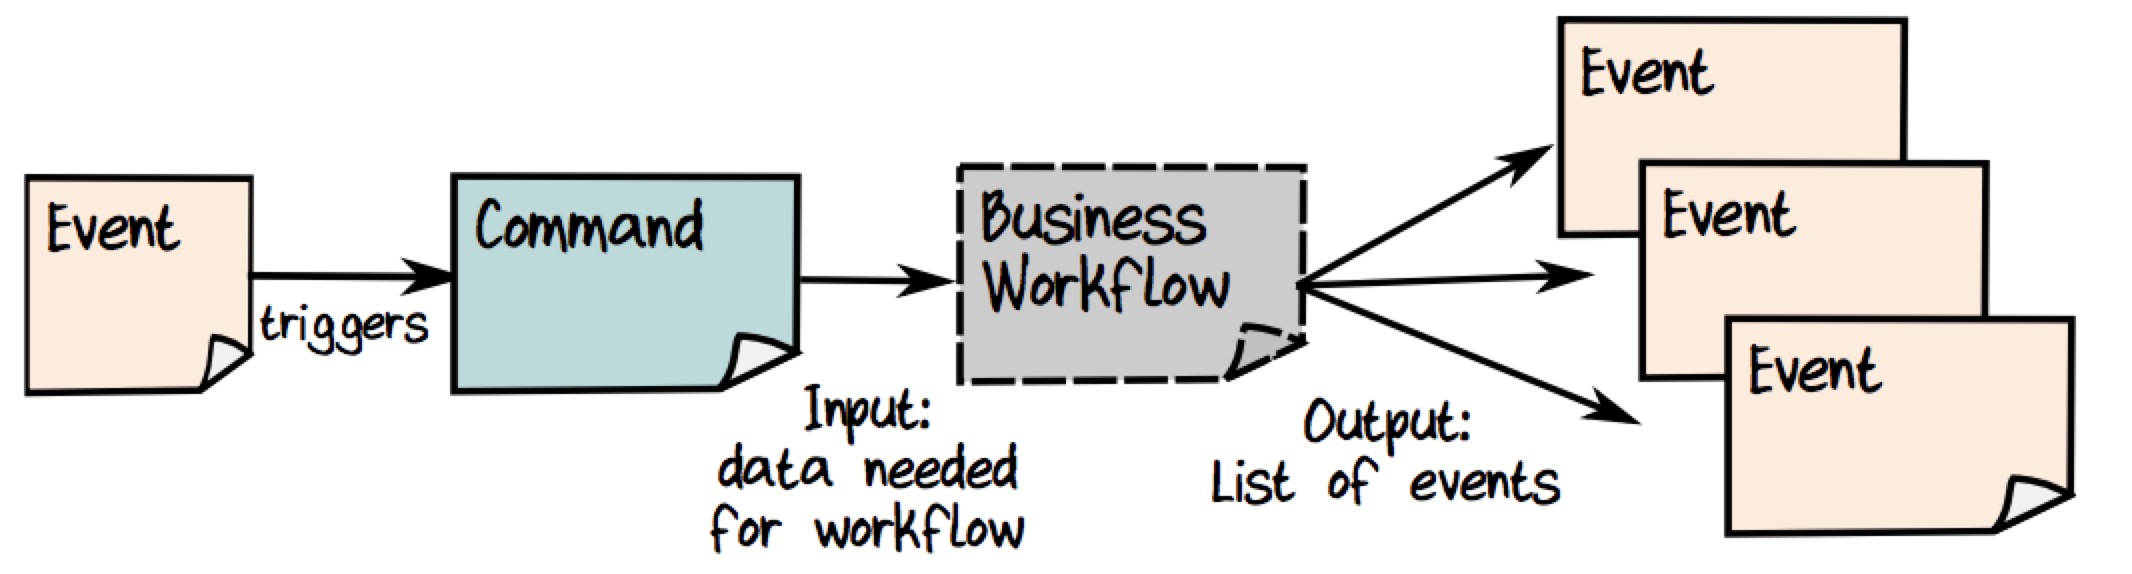 Event
triggers
Command
Input:
data needed
for workflow
Business
Workflow
Output:
List of events
Event
Event
Event